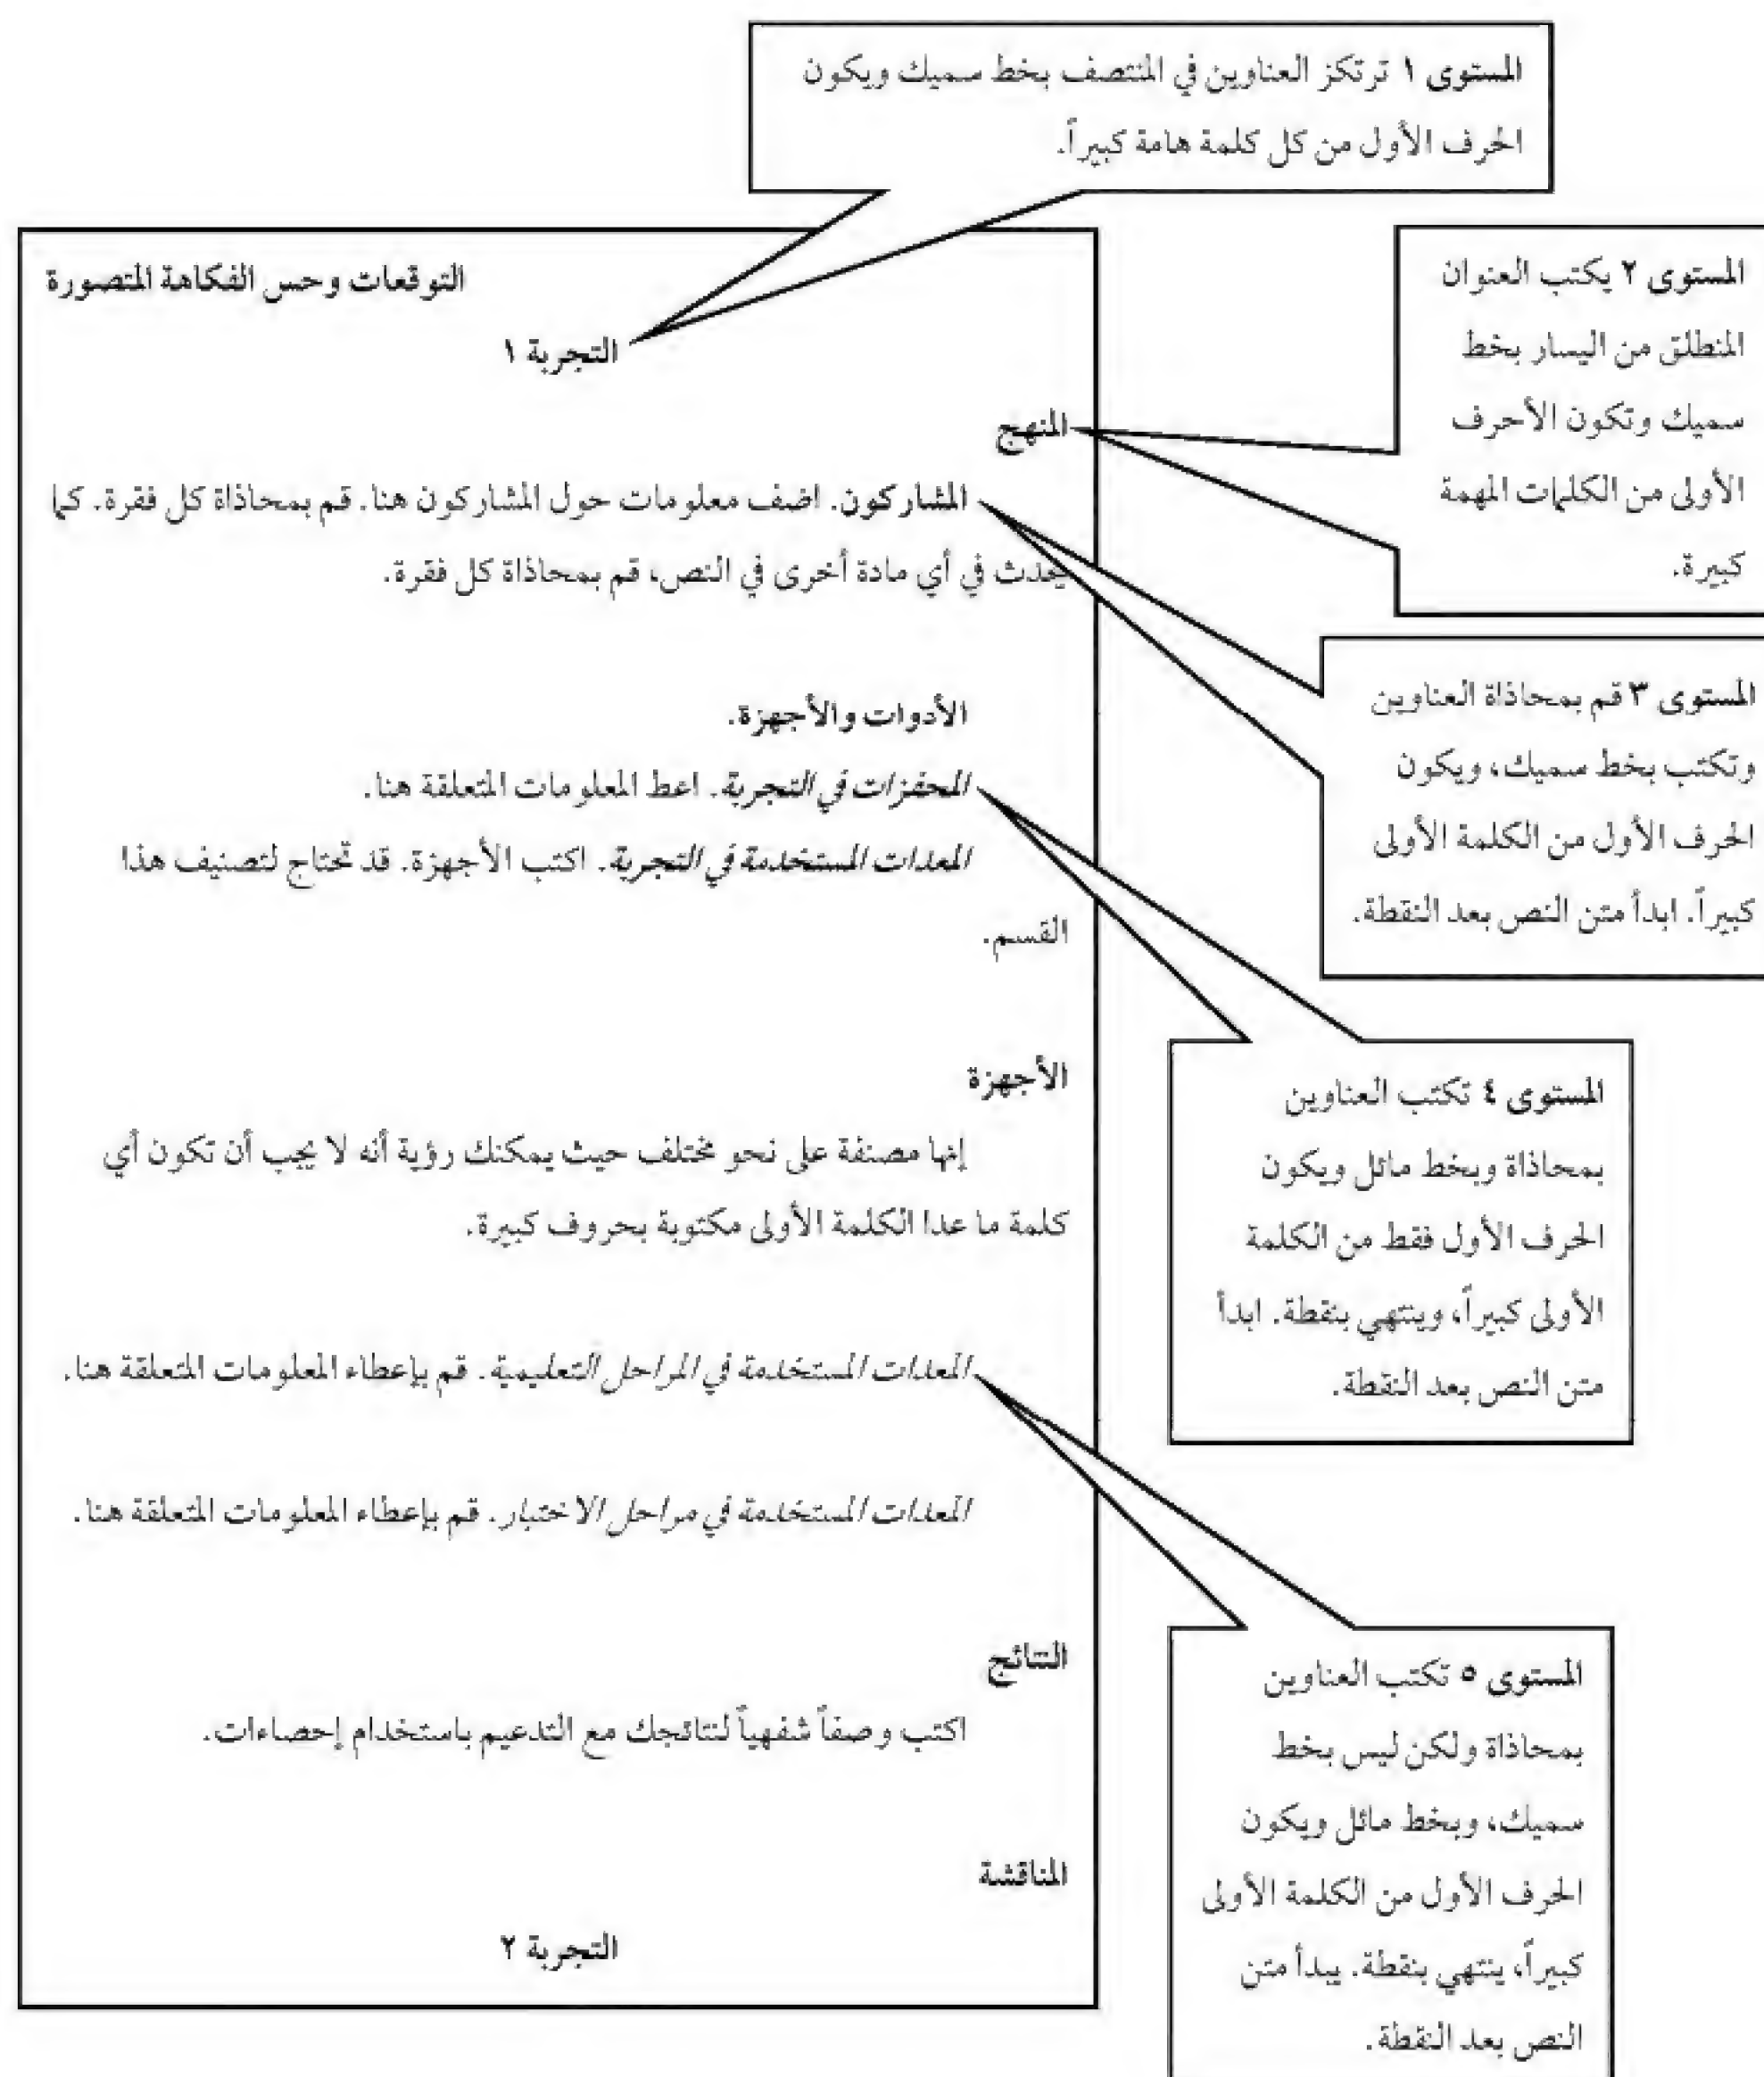 المستوى ١ ترتكز العناوين في المنتصف بخط سميك ويكون
الحرف الأول من كل كلمة هامة كبيراً.
التوقعات وحس الفكاهة المتصورة
التجربة ١
المنهج
المشاركون. اضف معلومات حول المشاركون هنا. قم بمحاذاة كل فقرة. كما
يحدث في أي مادة أخرى في النص، قم بمحاذاة كل فقرة.
الأدوات والأجهزة.
المحفزات في التجربة. اعط المعلومات المتعلقة هنا.
المعدات المستخدمة في التجربة. اكتب الأجهزة. قد تحتاج لتصنيف هذا
القسم.
الأجهزة
إنها مصنفة على نحو مختلف حيث يمكنك رؤية أنه لا يجب أن تكون أي
كلمة ما عدا الكلمة الأولى مكتوبة بحروف كبيرة.
المعدات المستخدمة في المراحل التعليمية. قم بإعطاء المعلومات المتعلقة هنا.
المعدات المستخدمة في مراحل الاختبار. قم بإعطاء المعلومات المتعلقة هنا.
النتائج
اكتب وصفاً شفهياً لنتائجك مع التدعيم باستخدام إحصاءات.
المناقشة
التجربة ٢
المستوى ٢ يكتب العنوان
المنطلق من اليسار بخط
سميك وتكون الأحرف
الأولى من الكلمات المهمة
كبيرة.
المستوى ٣ قم بمحاذاة العناوين
وتكتب بخط سميك، ويكون
الحرف الأول من الكلمة الأولى
كبيراً. ابدأ متن النص بعد النقطة.
المستوى ٤ تكتب العناوين
بمحاذاة وبخط مائل ويكون
الحرف الأول فقط من الكلمة
الأولى كبيراً، وينتهي بنقطة. ابدأ
متن النص بعد النقطة.
المستوى ٥ تكتب العناوين
بمحاذاة ولكن ليس بخط
سميك، وبخط مائل ويكون
الحرف الأول من الكلمة الأولى
كبيراً، ينتهي بنقطة. يبدأ متن
النص بعد النقطة.